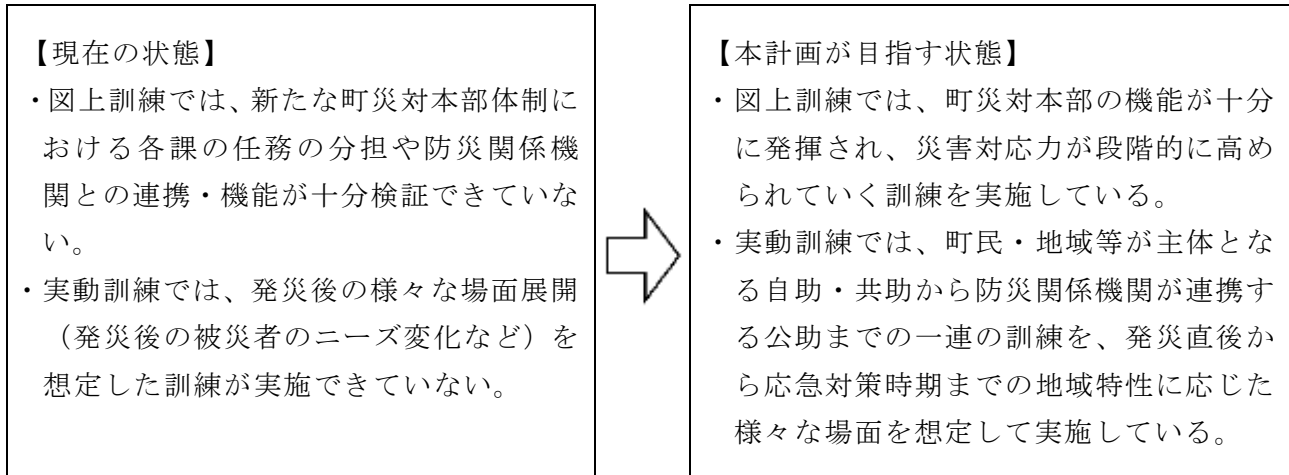 【現在の状態】
・図上訓練では、新たな町災対本部体制に
おける各課の任務の分担や防災関係機
関との連携・機能が十分検証できていな
い。
・実動訓練では、発災後の様々な場面展開
（発災後の被災者のニーズ変化など）を
想定した訓練が実施できていない。
【本計画が目指す状態】
・図上訓練では、町災対本部の機能が十分
に発揮され、災害対応力が段階的に高め
られていく訓練を実施している。
・実動訓練では、町民・地域等が主体とな
る自助・共助から防災関係機関が連携す
る公助までの一連の訓練を、発災直後か
ら応急対策時期までの地域特性に応じた
様々な場面を想定して実施している。